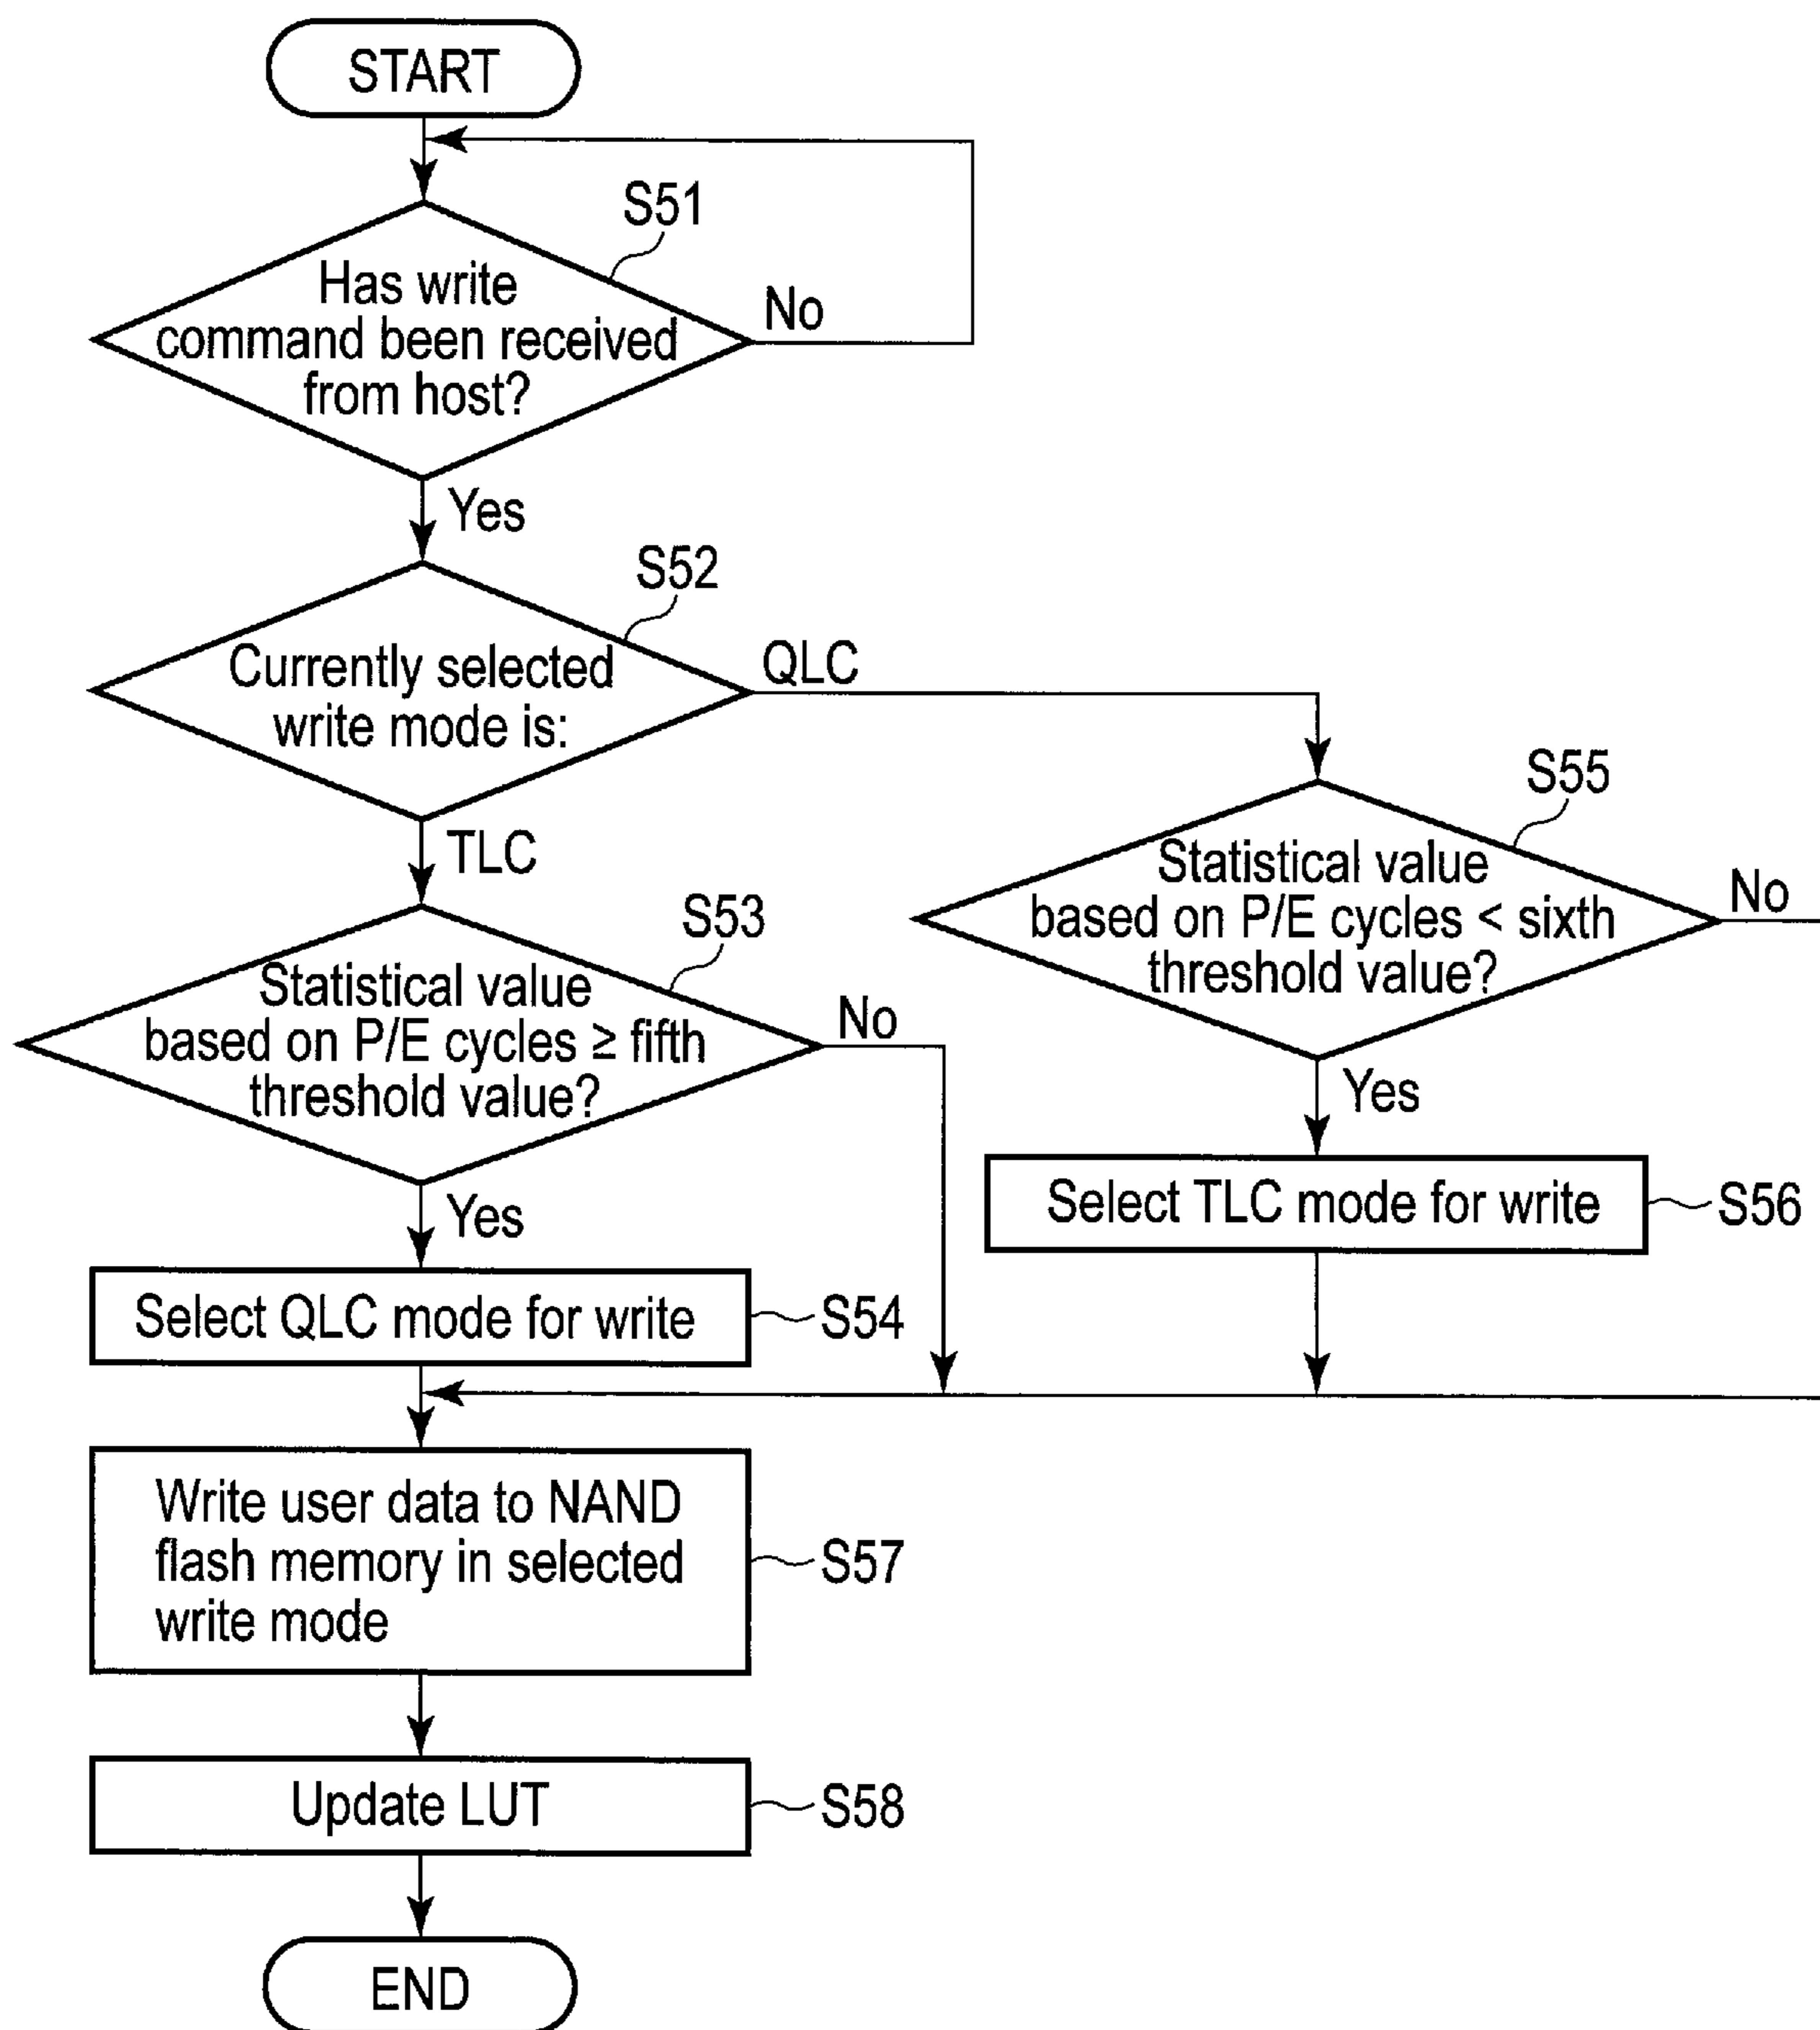 START
S51
Has write
command been received
from host?
No
Yes
S52
Currently selected
write mode is:
QLC
TLC
S55
Statistical value
based on P/E cycles < sixth
threshold value?
No
S53
Statistical value
based on P/E cycles ≥ fifth
threshold value?
No
Yes
Select TLC mode for write
S56
Yes
Select QLC mode for write
S54
Write user data to NAND
flash memory in selected
write mode
S57
Update LUT
S58
END